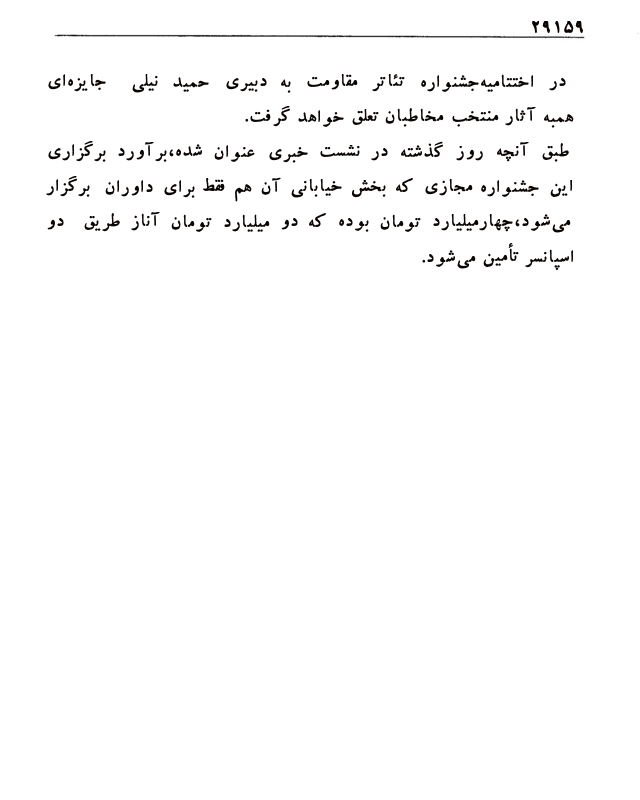 ۲۹۱۵۹
در اختتامیه‌جشنواره تئاتر مقاومت به دبیری حمید نیلی جایزه‌ای
همبه آثار منتخب مخاطبان تعلق خواهد گرفت.
طبق آنچه روز گذشته در نشست خبری عنوان شده،برآورد برگزاری
این جشنواره مجازی که بخش خیابانی آن هم فقط برای داوران برگزار
می‌شود،چهارمیلیارد تومان بوده که دو میلیارد تومان آناز طریق دو
اسپانسر تأمین می‌شود.